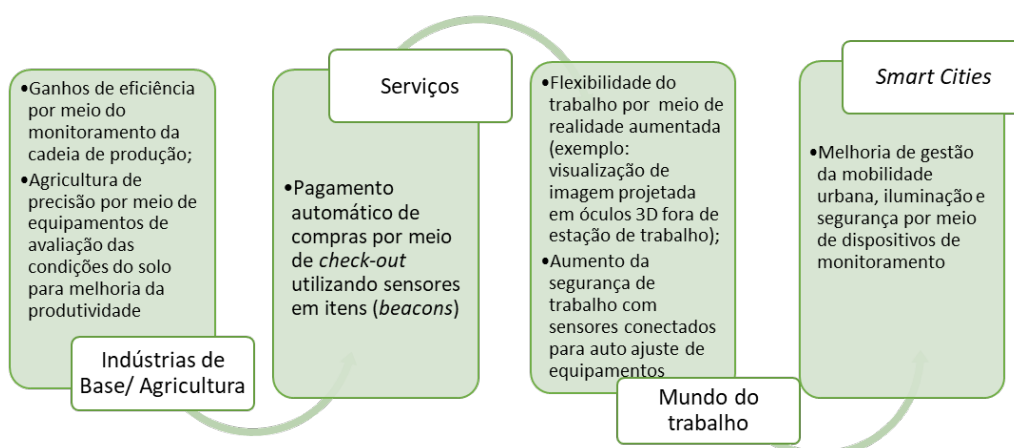 •Ganhos de eficiência
por meio do
monitoramento da
cadeia de produção;
•Agricultura de
precisão por meio de
equipamentos de
avaliação das
condições do solo
para melhoria da
produtividade
Indústrias de
Base/ Agricultura
Serviços
•Pagamento
automático de
compras por meio
de check-out
utilizando sensores
em itens (beacons)
•Flexibilidade do
trabalho por meio de
realidade aumentada
(exemplo:
visualização de
imagem projetada
em óculos 3D fora de
estação de trabalho);
•Aumento da
segurança de
trabalho com
sensores conectados
para auto ajuste de
equipamentos
Mundo do
trabalho
Smart Cities
•Melhoria de gestão
da mobilidade
urbana, iluminação e
segurança por meio
de dispositivos de
monitoramento